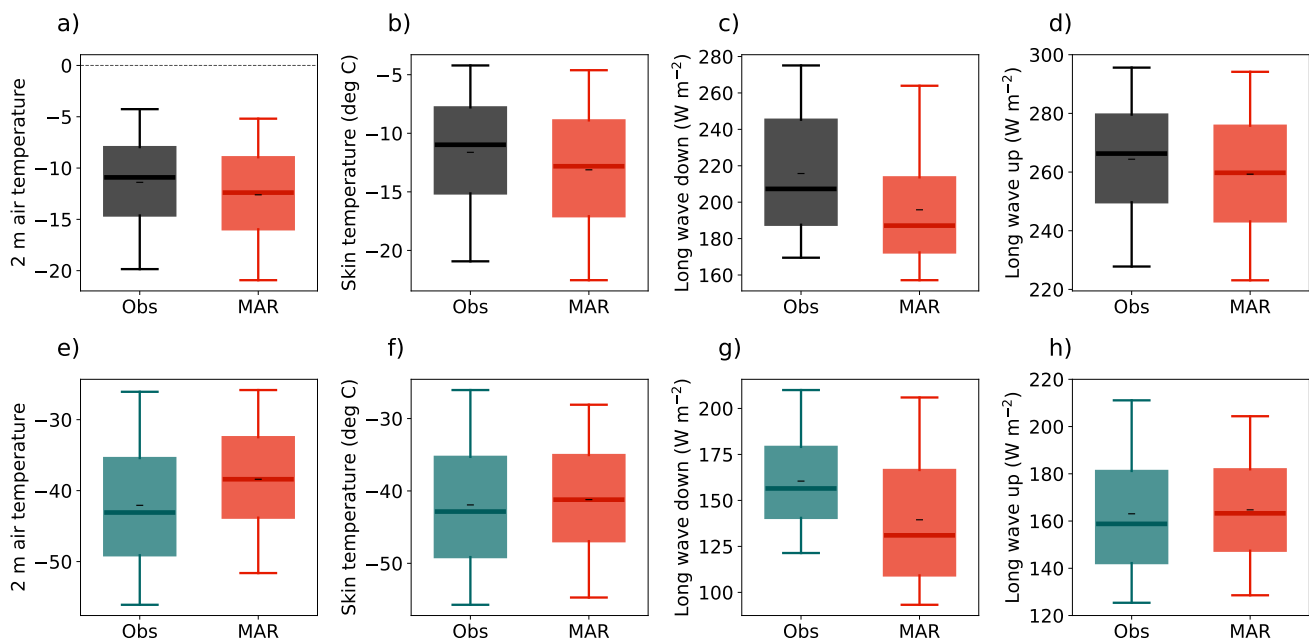 a)
2 m air temperature
0
−5
−10
−15
−20
Obs
MAR
b)
Skin temperature (deg C)
−5
−10
−15
−20
Obs
MAR
c)
Long wave down (W m⁻²)
280
260
240
220
200
180
160
Obs
MAR
d)
Long wave up (W m⁻²)
300
280
260
240
220
Obs
MAR
e)
2 m air temperature
−30
−40
−50
Obs
MAR
f)
Skin temperature (deg C)
−30
−40
−50
Obs
MAR
g)
Long wave down (W m⁻²)
200
175
150
125
100
Obs
MAR
h)
Long wave up (W m⁻²)
220
200
180
160
140
120
Obs
MAR